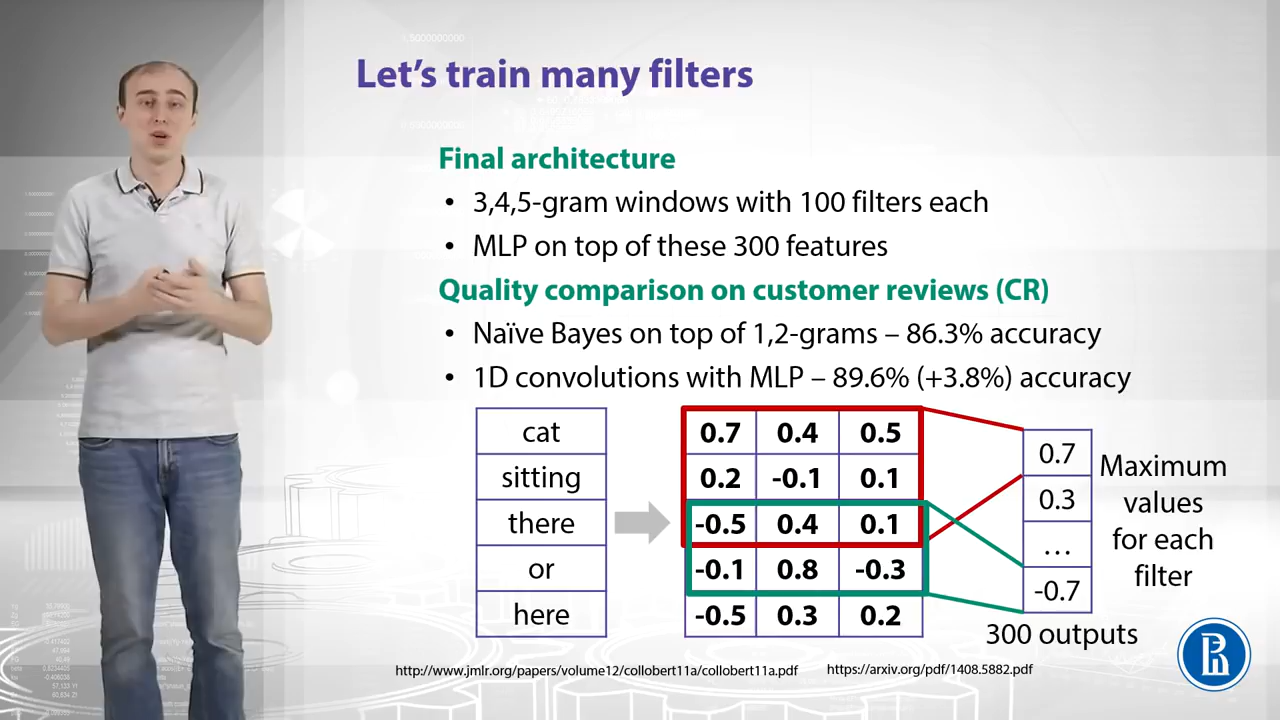 Let's train many filters
Final architecture
• 3,4,5-gram windows with 100 filters each
• MLP on top of these 300 features
Quality comparison on customer reviews (CR)
• Naïve Bayes on top of 1,2-grams – 86.3% accuracy
• 1D convolutions with MLP – 89.6% (+3.8%) accuracy
cat 0.7 0.4 0.5
sitting 0.2 -0.1 0.1
there -0.5 0.4 0.1
or -0.1 0.8 -0.3
here -0.5 0.3 0.2
0.7
0.3
...
-0.7
Maximum
values
for each
filter
300 outputs
http://www.jmlr.org/papers/volume12/collobert11a/collobert11a.pdf
https://arxiv.org/pdf/1408.5882.pdf